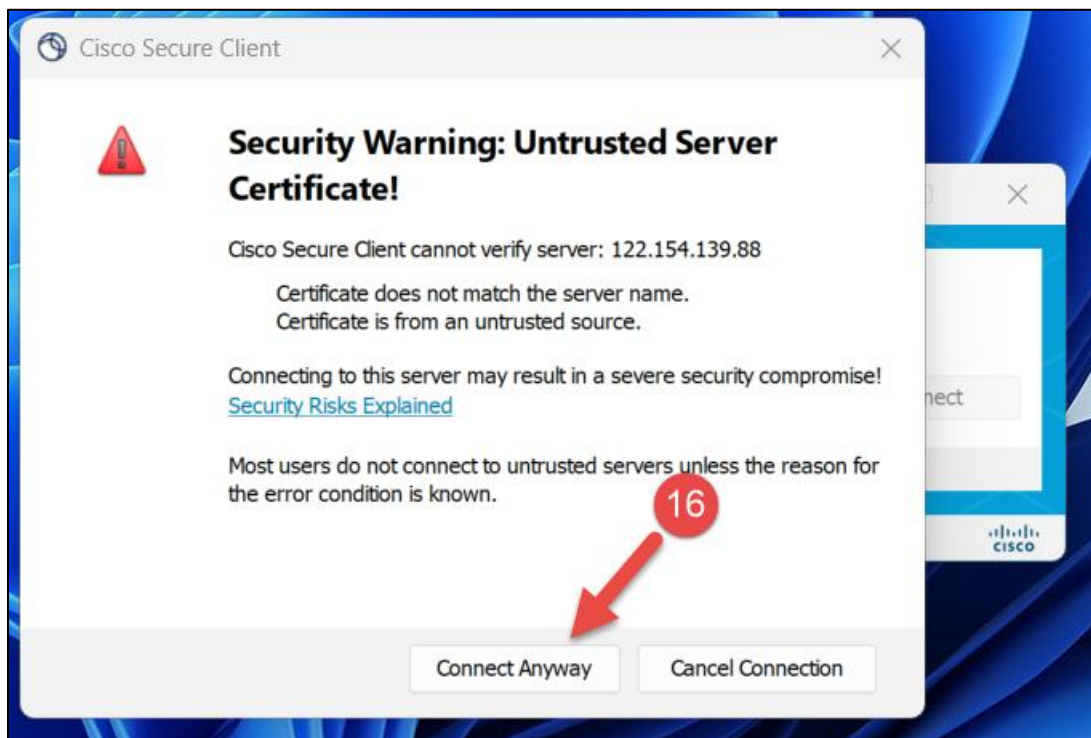 Cisco Secure Client
Security Warning: Untrusted Server
Certificate!
Cisco Secure Client cannot verify server: 122.154.139.88
Certificate does not match the server name.
Certificate is from an untrusted source.
Connecting to this server may result in a severe security compromise!
Security Risks Explained
nect
Most users do not connect to untrusted servers unless the reason for
the error condition is known.
16
CISCO
Connect Anyway
Cancel Connection